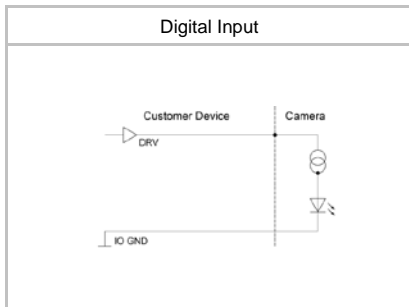 Digital Input
Customer Device
Camera
DRV
IO GND